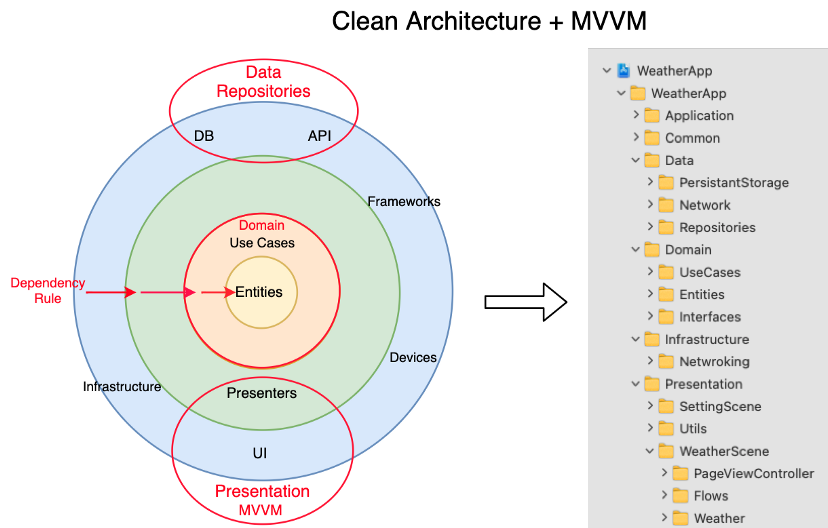 Clean Architecture + MVVM
Data
Repositories
DB
API
Frameworks
Domain
Use Cases
Dependency
Rule
Entities
Devices
Infrastructure
Presenters
UI
Presentation
MVVM
WeatherApp
WeatherApp
Application
Common
Data
PersistantStorage
Network
Repositories
Domain
UseCases
Entities
Interfaces
Infrastructure
Netwroking
Presentation
SettingScene
Utils
WeatherScene
PageViewController
Flows
Weather